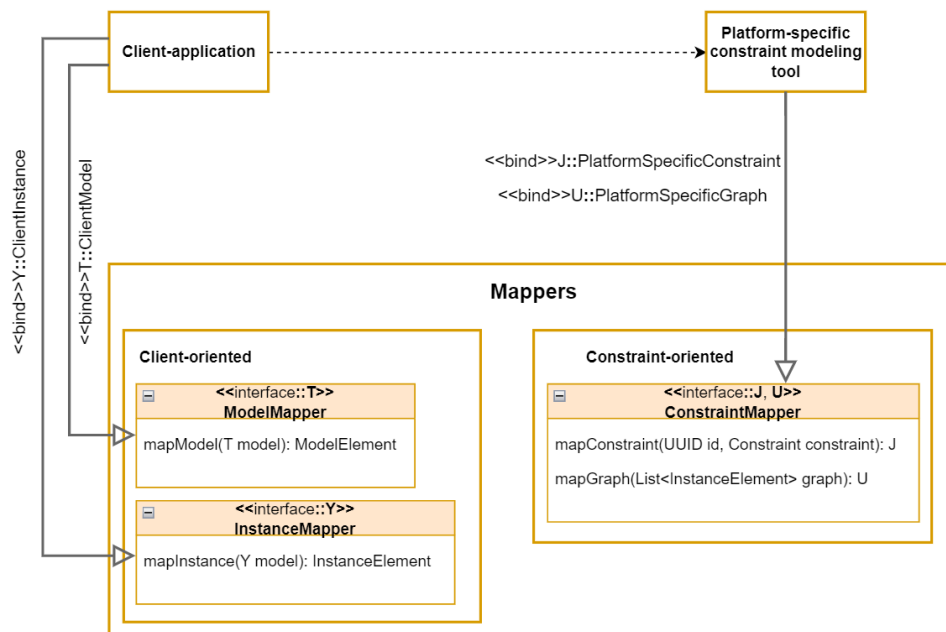 Client-application
Platform-specific
constraint modeling
tool
<<bind>>Y::ClientInstance
<<bind>>T::ClientModel
<<bind>>J::PlatformSpecificConstraint
<<bind>>U::PlatformSpecificGraph
Mappers
Client-oriented
<<interface::T>>
ModelMapper
mapModel(T model): ModelElement
<<interface::Y>>
InstanceMapper
mapInstance(Y model): InstanceElement
Constraint-oriented
<<interface::J, U>>
ConstraintMapper
mapConstraint(UUID id, Constraint constraint): J
mapGraph(List<InstanceElement> graph): U